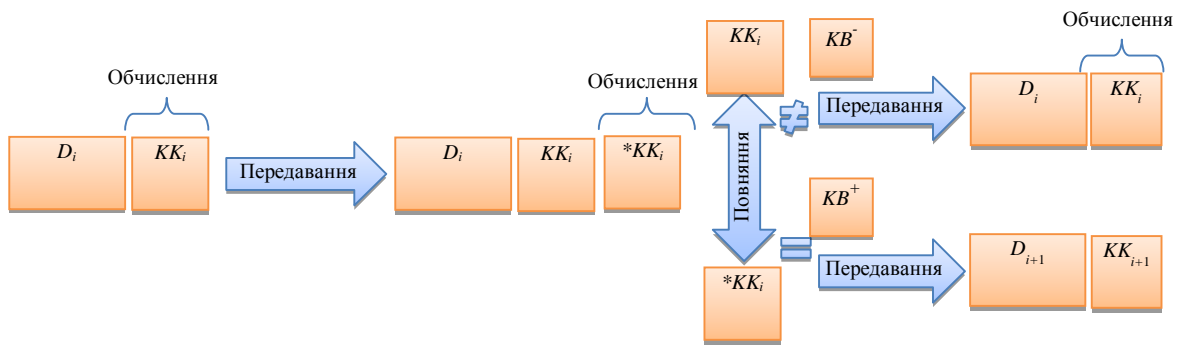 Обчислення
D_i
KK_i
Передавання
Обчислення
D_i
KK_i
*KK_i
KK_i
Повняння
*KK_i
KB^-
≠
Передавання
Обчислення
D_i
KK_i
KB^+
=
Передавання
D_{i+1}
KK_{i+1}